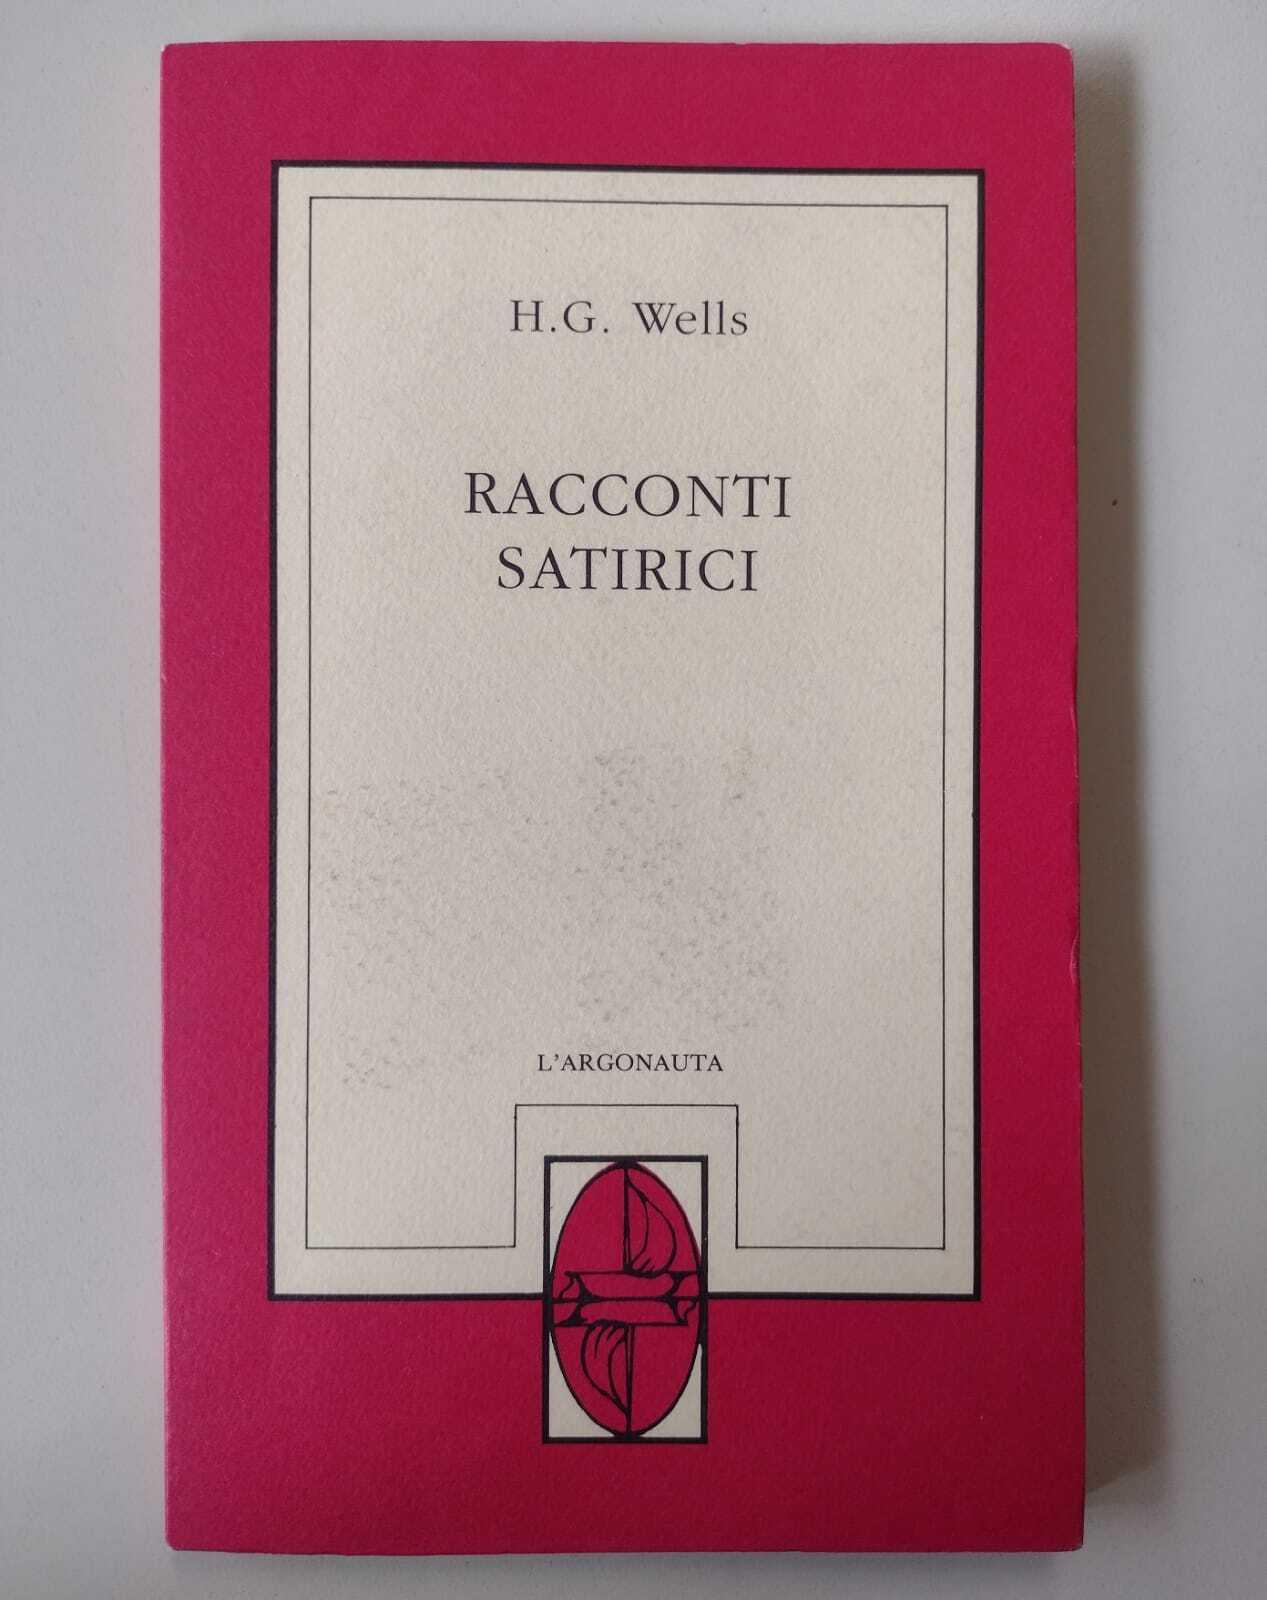 H.G. Wells
RACCONTI
SATIRICI
L'ARGONAUTA